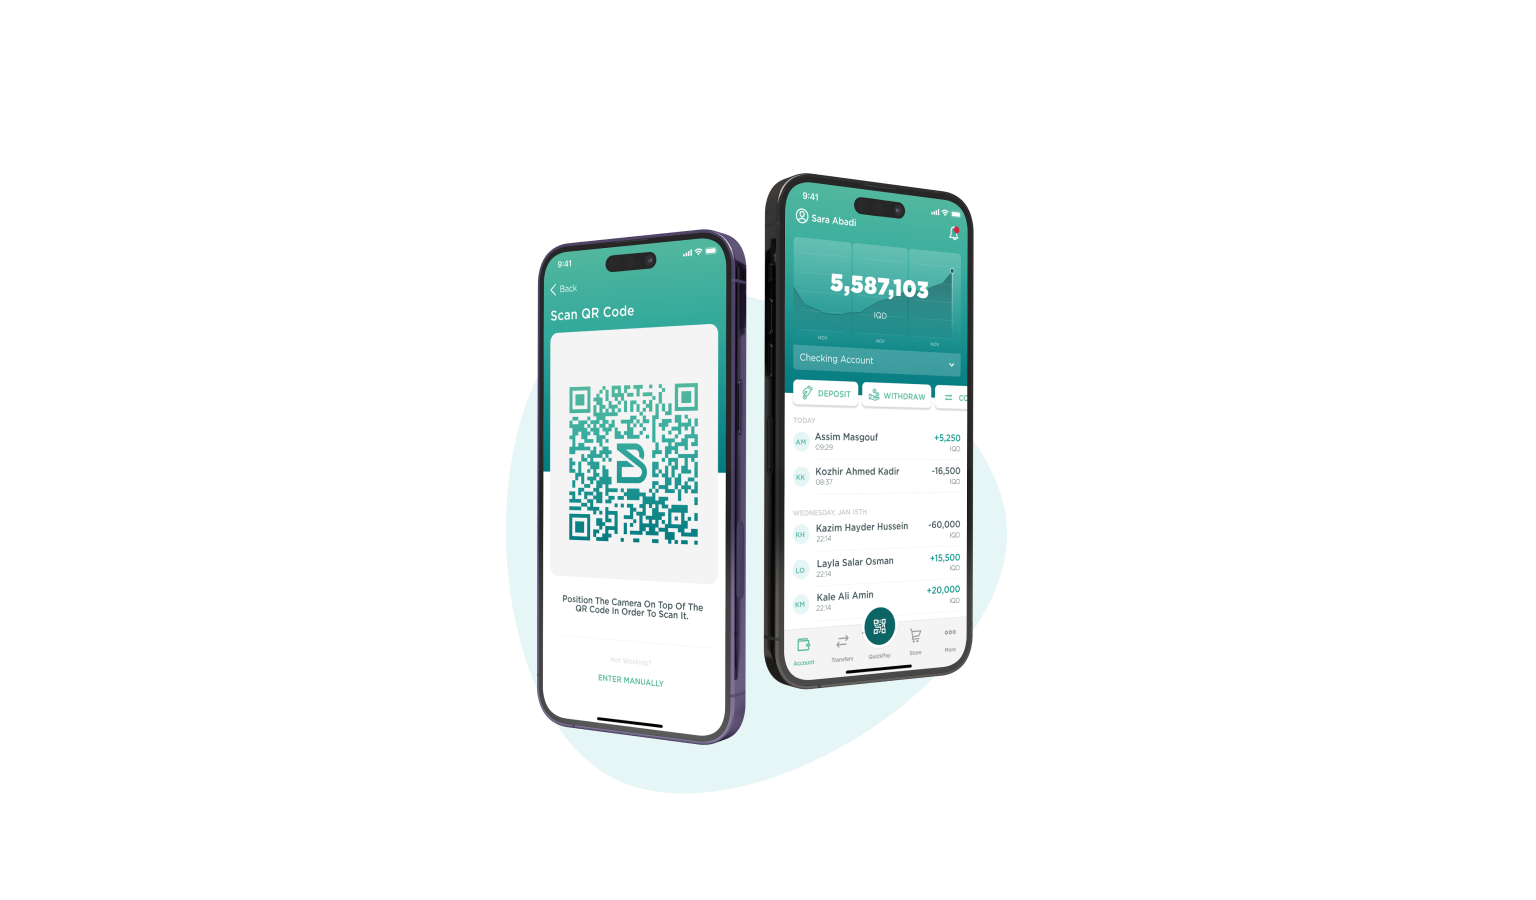 9:41
Back
Scan QR Code
Position The Camera On Top Of The
QR Code In Order To Scan It.
Not Working?
ENTER MANUALLY
9:41
Sara Abadi
5,587,103
IQD
NOV NOV NOV
Checking Account
DEPOSIT WITHDRAW CO
TODAY
AM Assim Masgouf +5,250
09:29 IQD
KK Kozhir Ahmed Kadir -16,500
08:37 IQD
WEDNESDAY, JAN 15TH
KH Kazim Hayder Hussein -60,000
22:14 IQD
LO Layla Salar Osman +15,500
22:14 IQD
KM Kale Ali Amin +20,000
22:14 IQD
Account Transfers QuickPay Store More